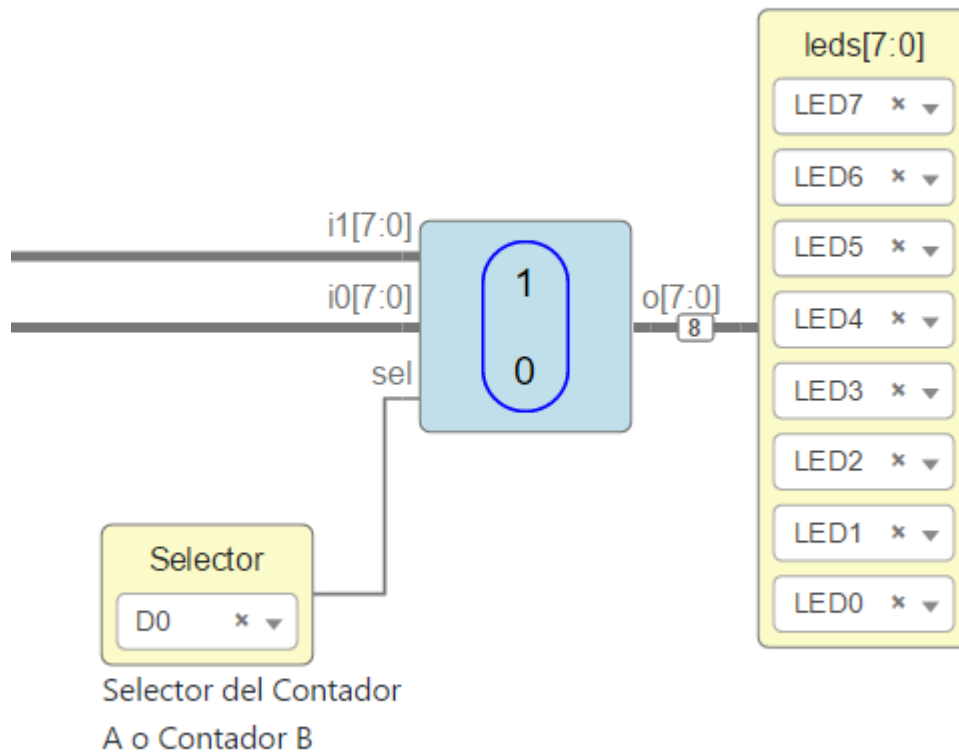 leds[7:0]
LED7
LED6
LED5
LED4
LED3
LED2
LED1
LED0
i1[7:0]
i0[7:0]
sel
1
0
o[7:0]
8
Selector
D0
Selector del Contador
A o Contador B